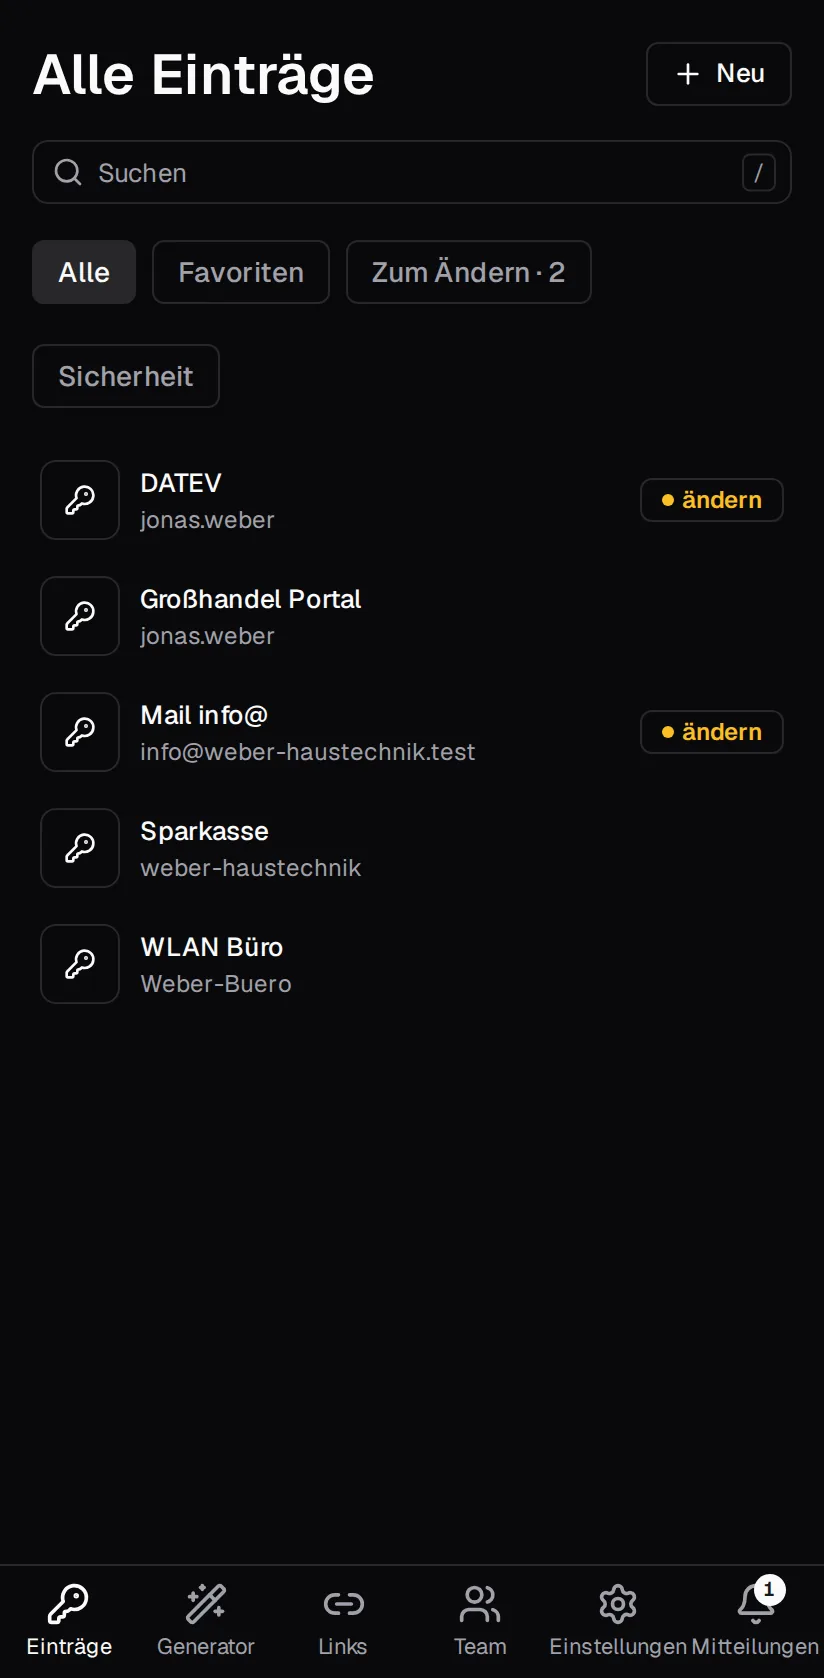 Alle Einträge
+ Neu
Suchen /
Alle Favoriten Zum Ändern · 2
Sicherheit
DATEV
jonas.weber
ändern
Großhandel Portal
jonas.weber
Mail info@
info@weber-haustechnik.test
ändern
Sparkasse
weber-haustechnik
WLAN Büro
Weber-Buero
1
Einträge Generator Links Team Einstellungen Mitteilungen